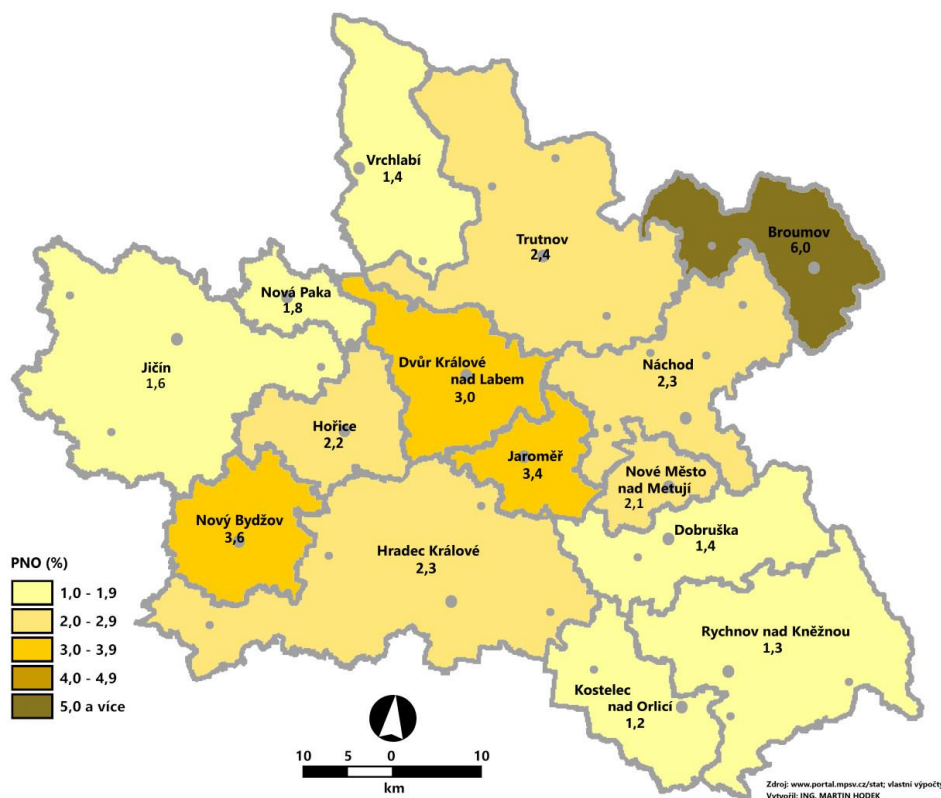 Vrchlabí
1,4
Trutnov
2,4
Broumov
6,0
Nová Paka
1,8
Jičín
1,6
Dvůr Králové
nad Labem
3,0
Náchod
2,3
Hořice
2,2
Jaroměř
3,4
Nové Město
nad Metují
2,1
Nový Bydžov
3,6
Dobruška
1,4
Hradec Králové
2,3
Rychnov nad Kněžnou
1,3
Kostelec
nad Orlicí
1,2
PNO (%)
1,0 - 1,9
2,0 - 2,9
3,0 - 3,9
4,0 - 4,9
5,0 a více
10 5 0 10
km
Zdroj: www.portal.mpsv.cz/stat; vlastní výpočty
Vytvořil: ING. MARTIN HODEK